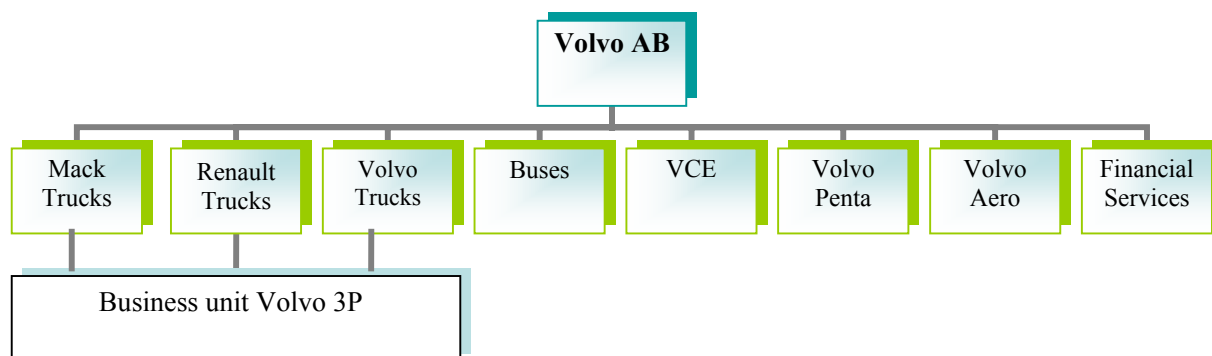 Volvo AB
Mack
Trucks
Renault
Trucks
Volvo
Trucks
Buses
VCE
Volvo
Penta
Volvo
Aero
Financial
Services
Business unit Volvo 3P